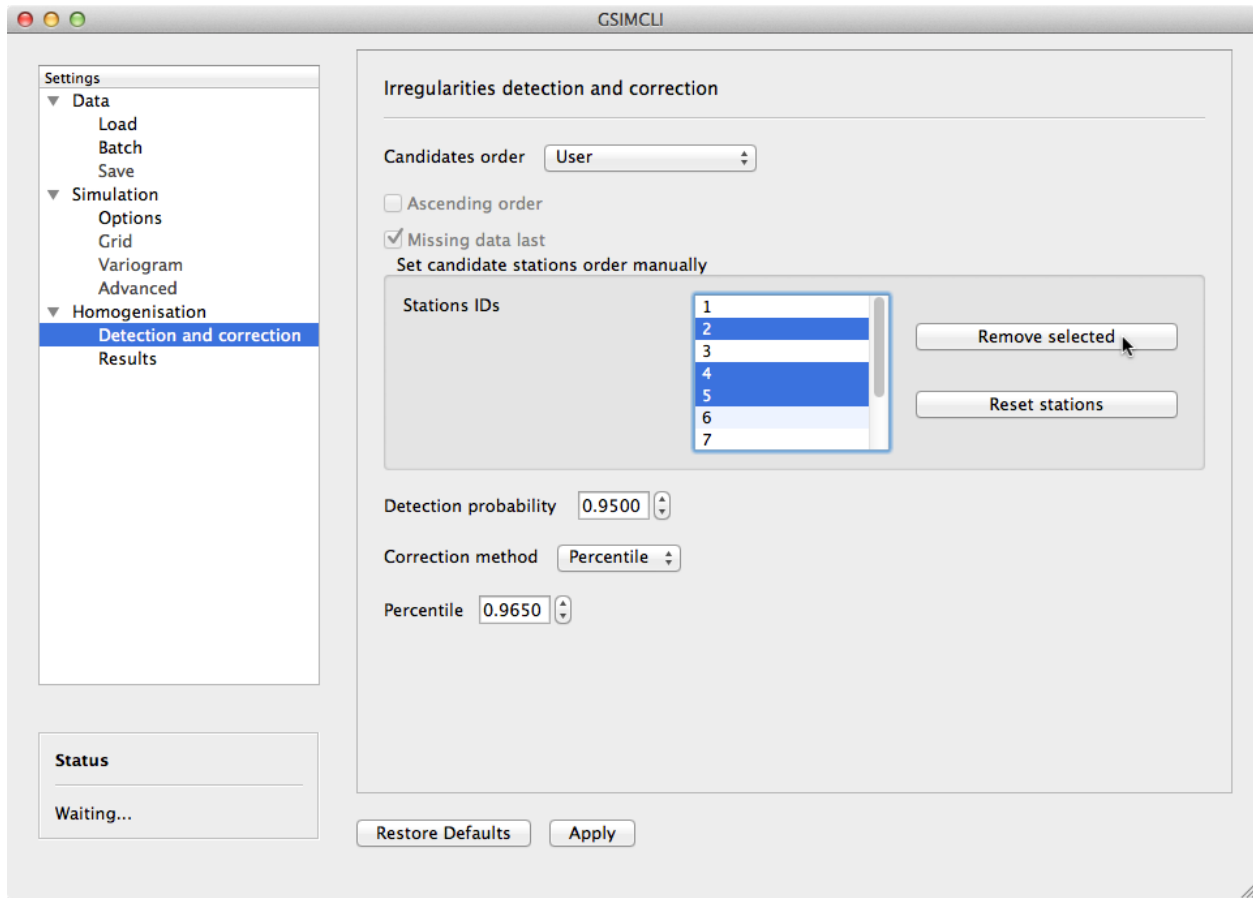 GSIMCLI
Settings
Data
Load
Batch
Save
Simulation
Options
Grid
Variogram
Advanced
Homogenisation
Detection and correction
Results
Status
Waiting...
Irregularities detection and correction
Candidates order User
Ascending order
Missing data last
Set candidate stations order manually
Stations IDs
1
2
3
4
5
6
7
Remove selected
Reset stations
Detection probability 0.9500
Correction method Percentile
Percentile 0.9650
Restore Defaults Apply